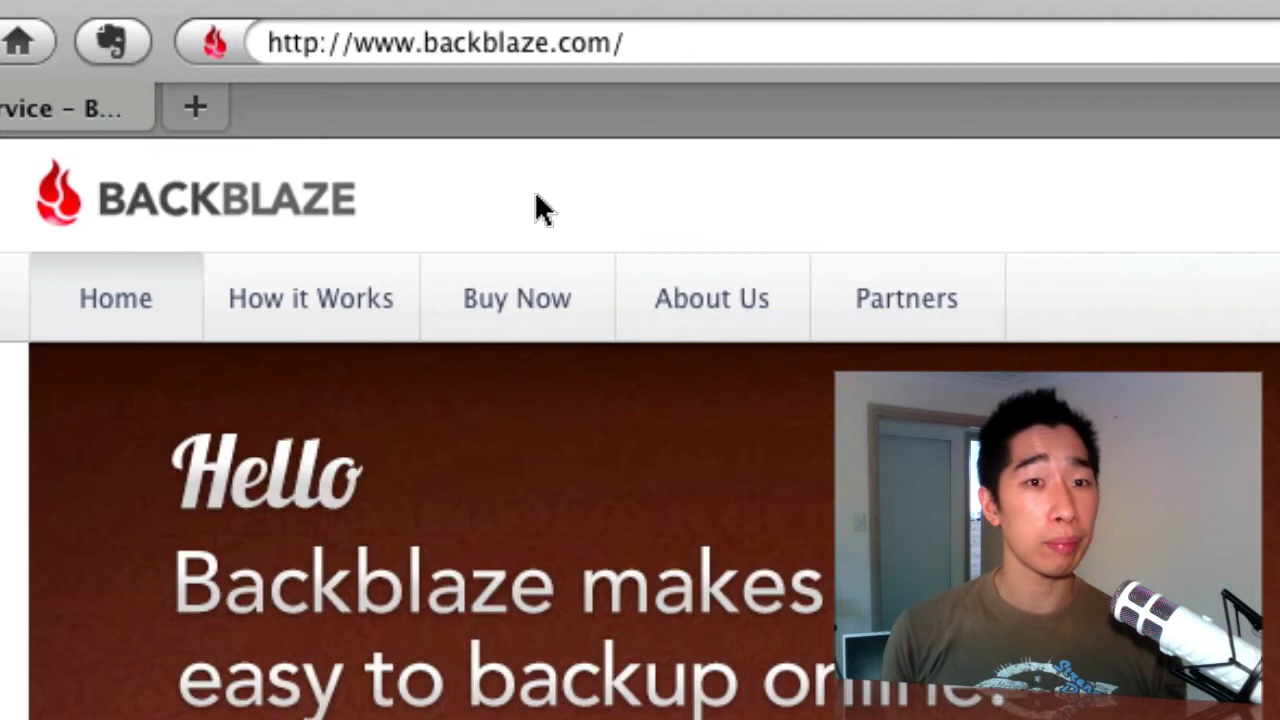 http://www.backblaze.com/
rvice – B...
BACKBLAZE
Home How it Works Buy Now About Us Partners
Hello
Backblaze makes
easy to backup online.